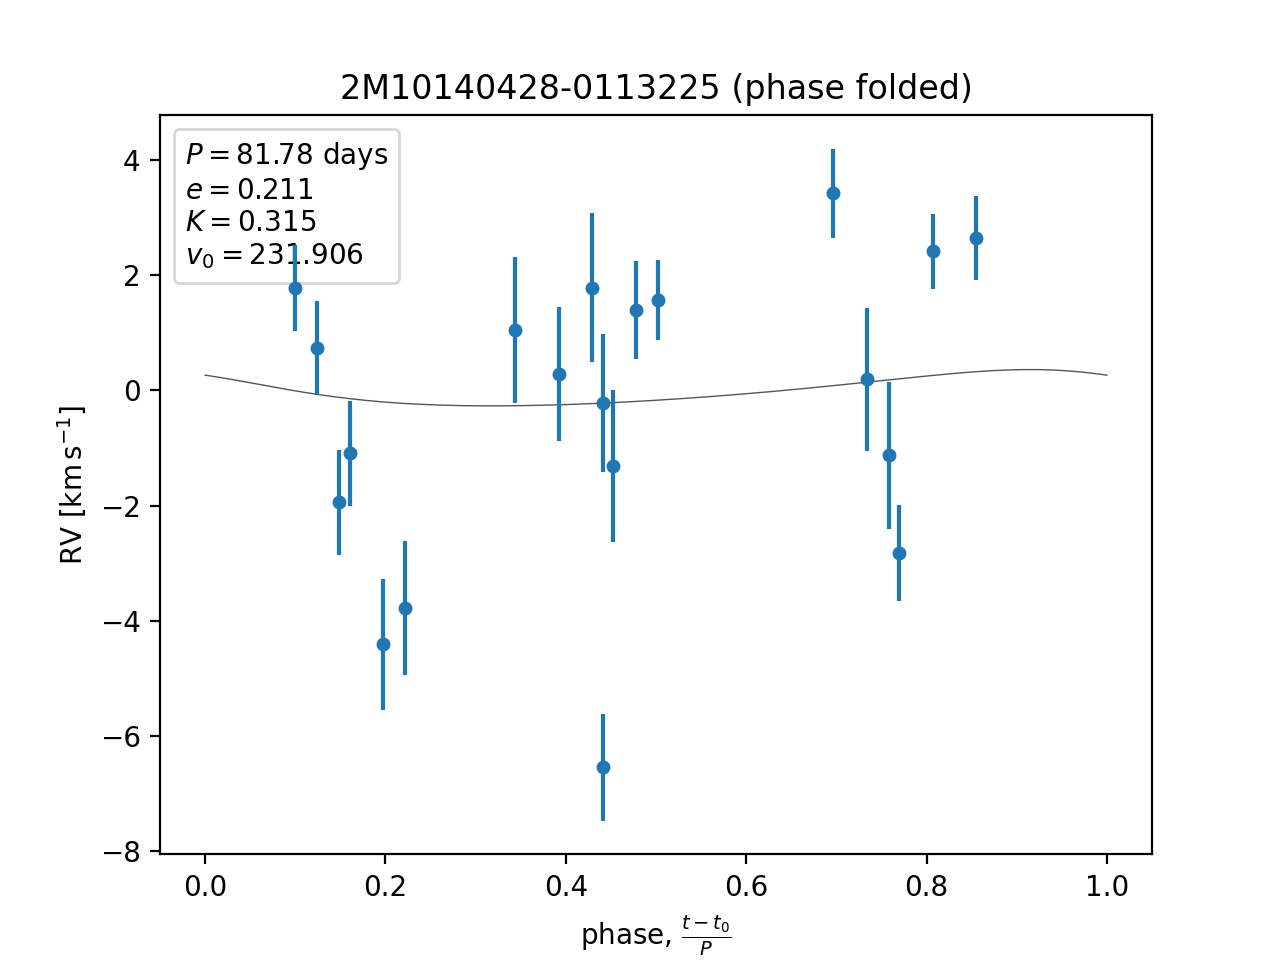 2M10140428-0113225 (phase folded)
P = 81.78 days
e = 0.211
K = 0.315
v₀ = 231.906
4
2
0
−2
−4
−6
−8
RV [km s⁻¹]
0.0 0.2 0.4 0.6 0.8 1.0
phase, (t − t₀)/P